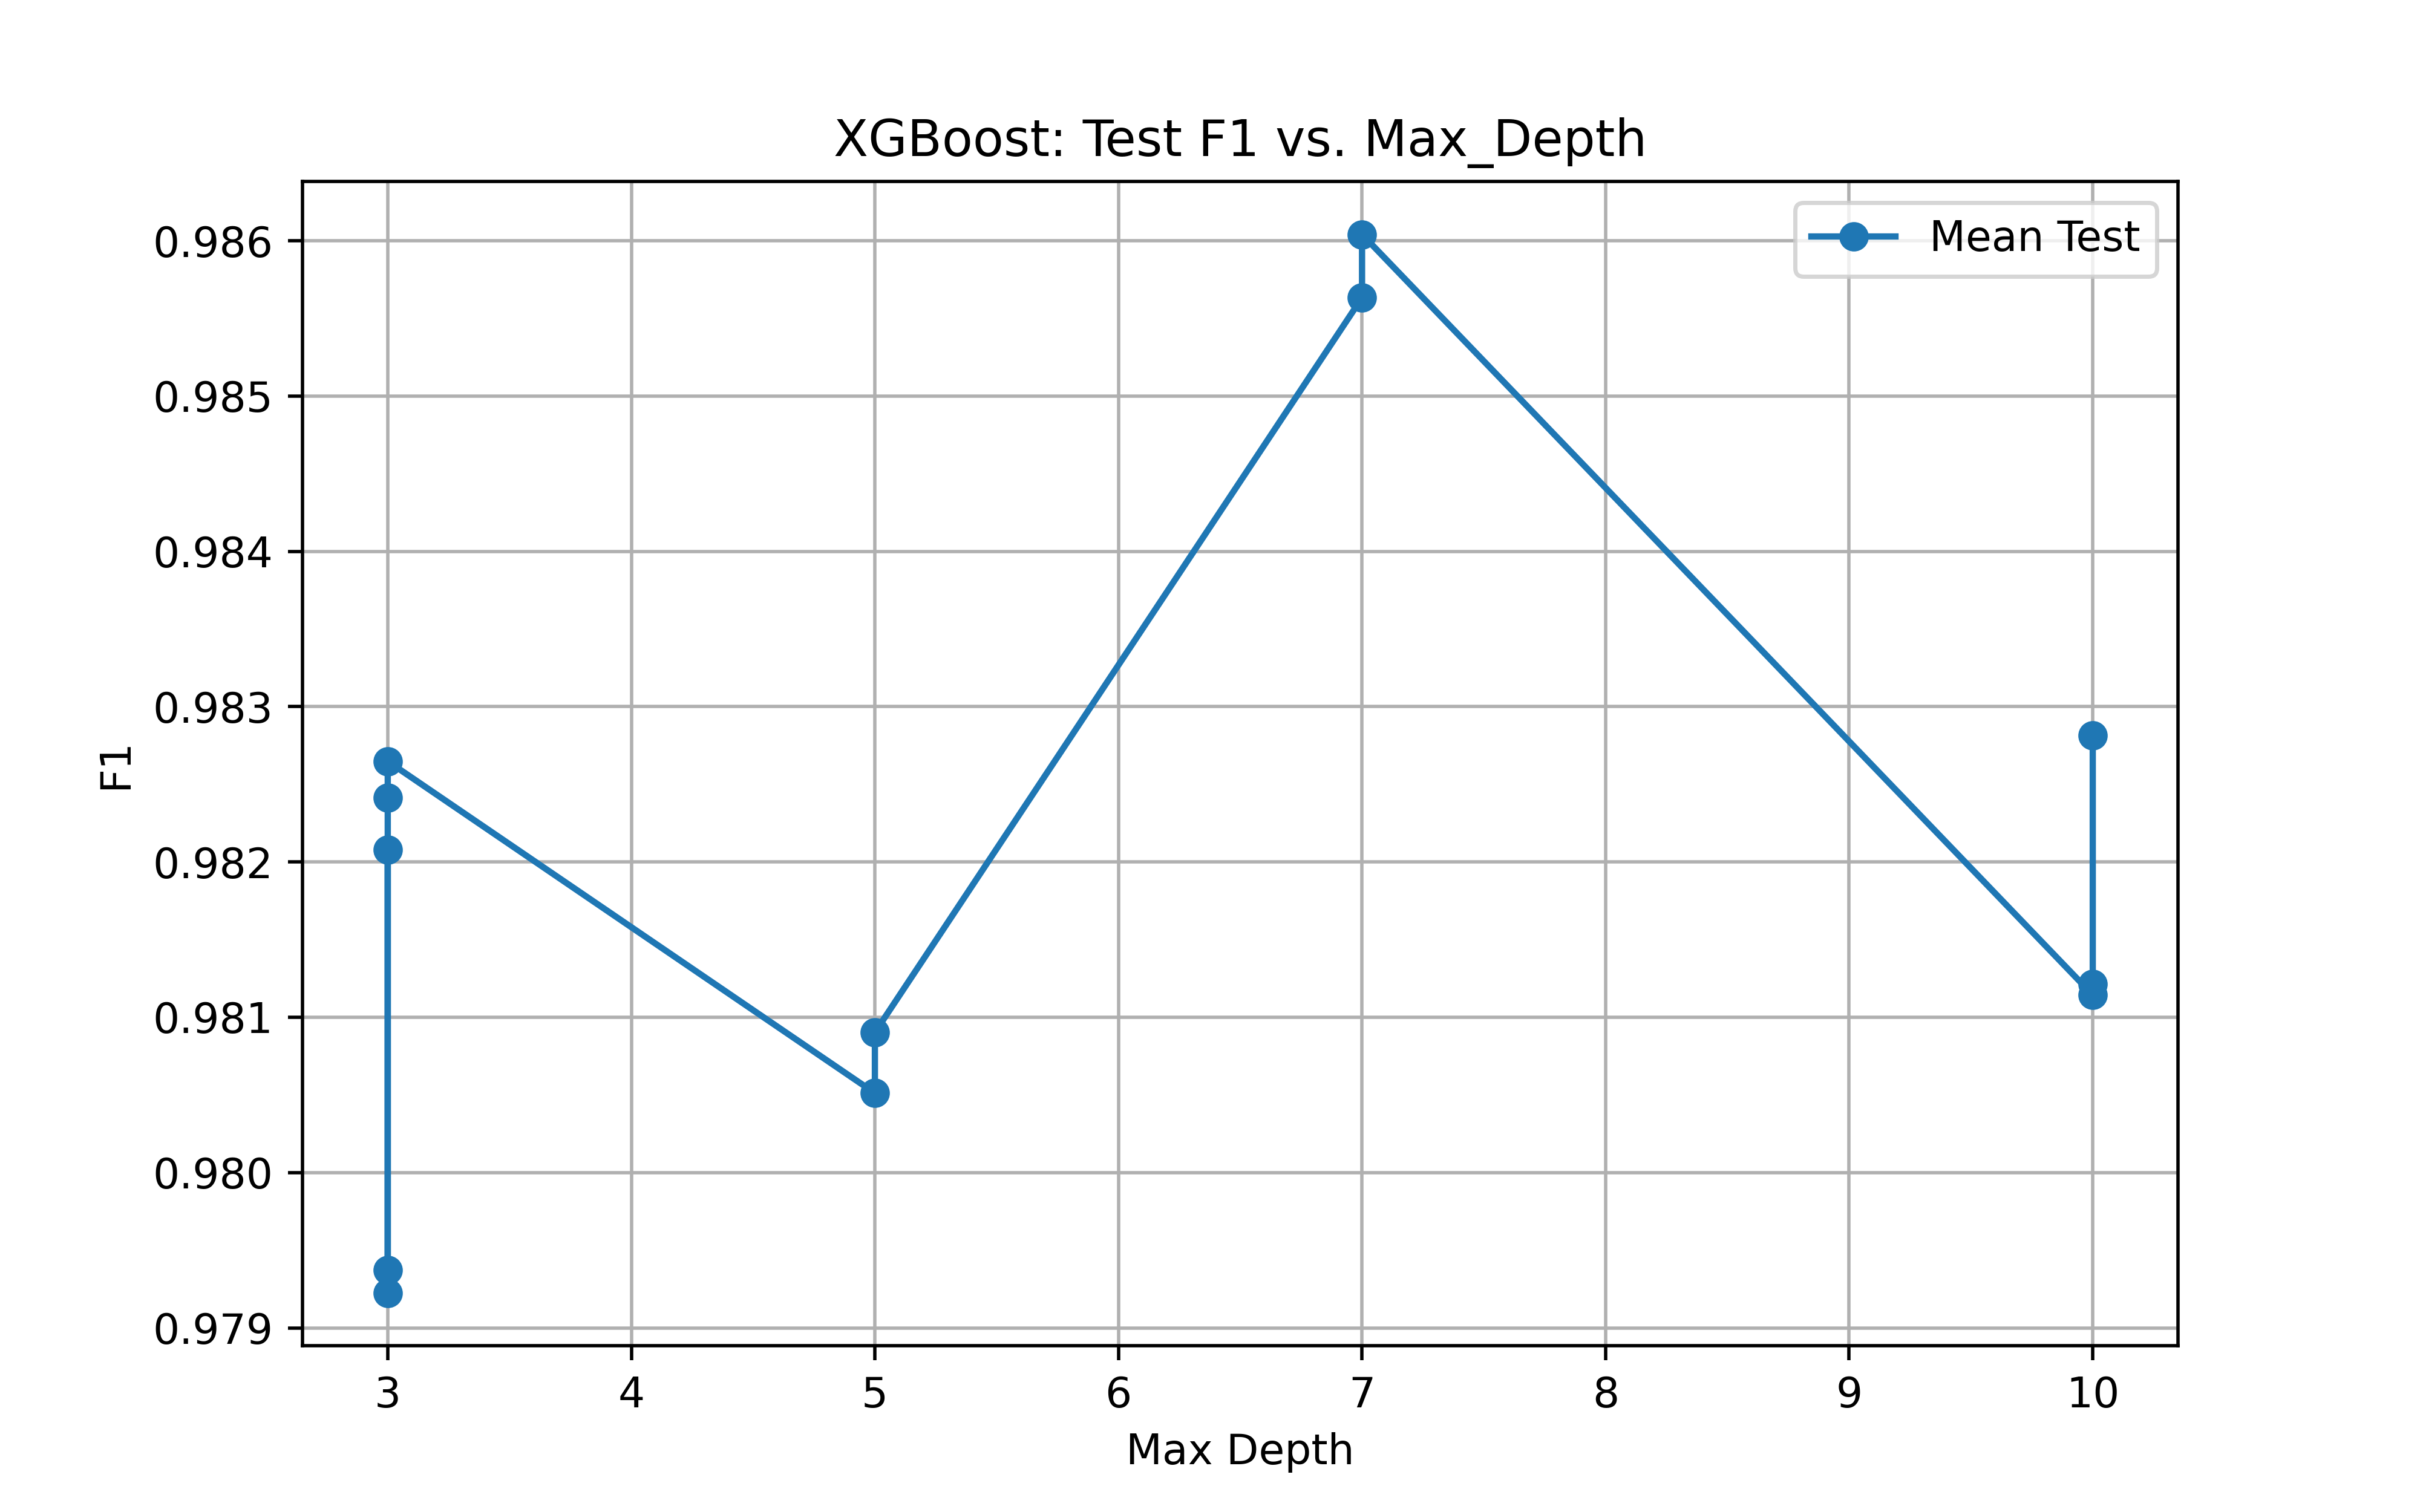 XGBoost: Test F1 vs. Max_Depth
Mean Test
0.986
0.985
0.984
0.983
0.982
0.981
0.980
0.979
F1
3 4 5 6 7 8 9 10
Max Depth